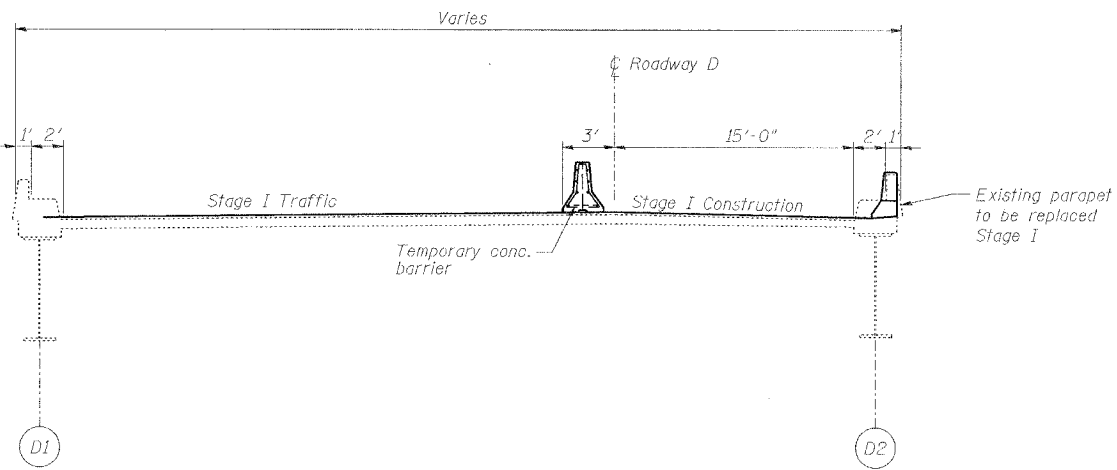 Varies
℄ Roadway D
1'
2'
3'
15'-0"
2'
1'
Stage I Traffic
Stage I Construction
Existing parapet
to be replaced
Stage I
Temporary conc.
barrier
D1
D2